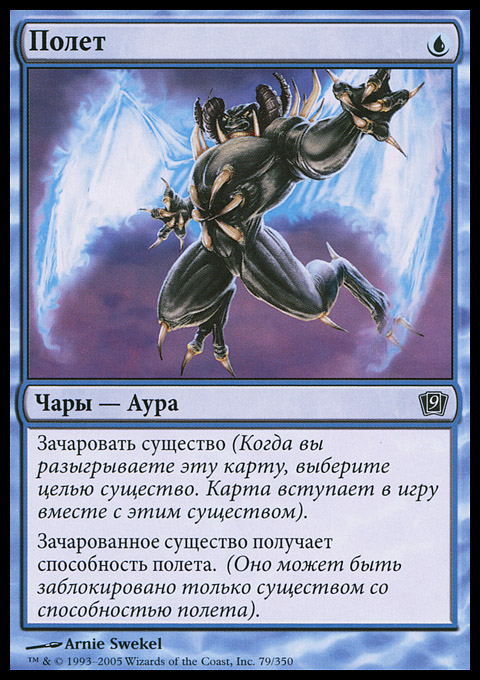 Полет
Чары — Аура
9
Зачаровать существо (Когда вы
разыгрываете эту карту, выберите
целью существо. Карта вступает в игру
вместе с этим существом).
Зачарованное существо получает
способность полета. (Оно может быть
заблокировано только существом со
способностью полета).
Arnie Swekel
™ & © 1993–2005 Wizards of the Coast, Inc. 79/350